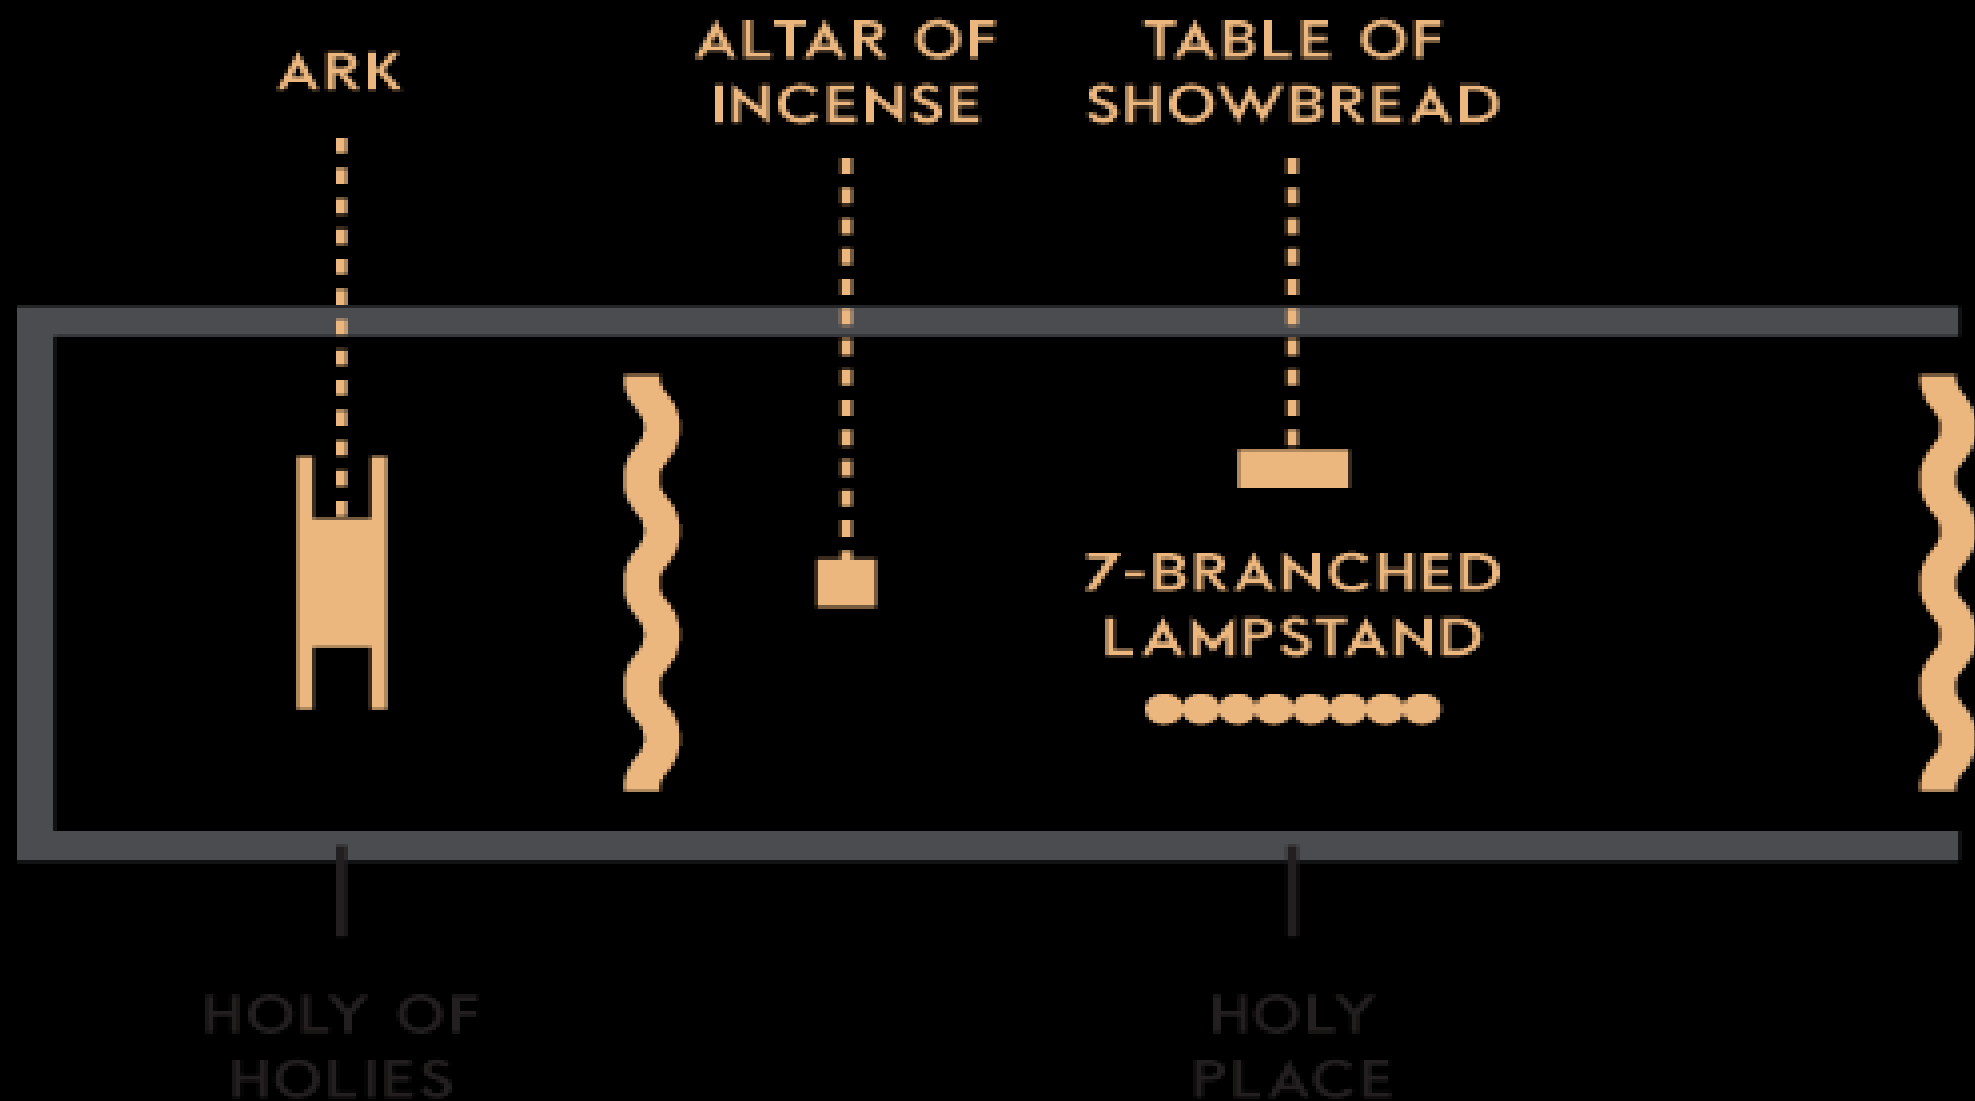 ARK
ALTAR OF
INCENSE
TABLE OF
SHOWBREAD
7-BRANCHED
LAMPSTAND
HOLY OF
HOLIES
HOLY
PLACE